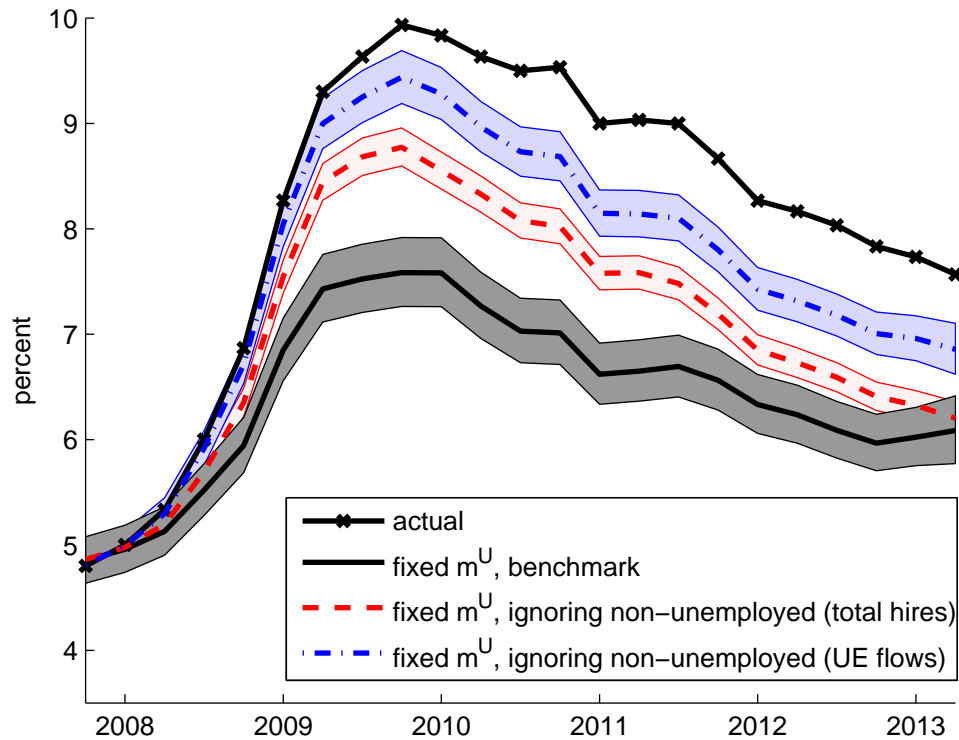 10
9
8
7
6
5
4
percent
actual
fixed m^U, benchmark
fixed m^U, ignoring non−unemployed (total hires)
fixed m^U, ignoring non−unemployed (UE flows)
2008 2009 2010 2011 2012 2013